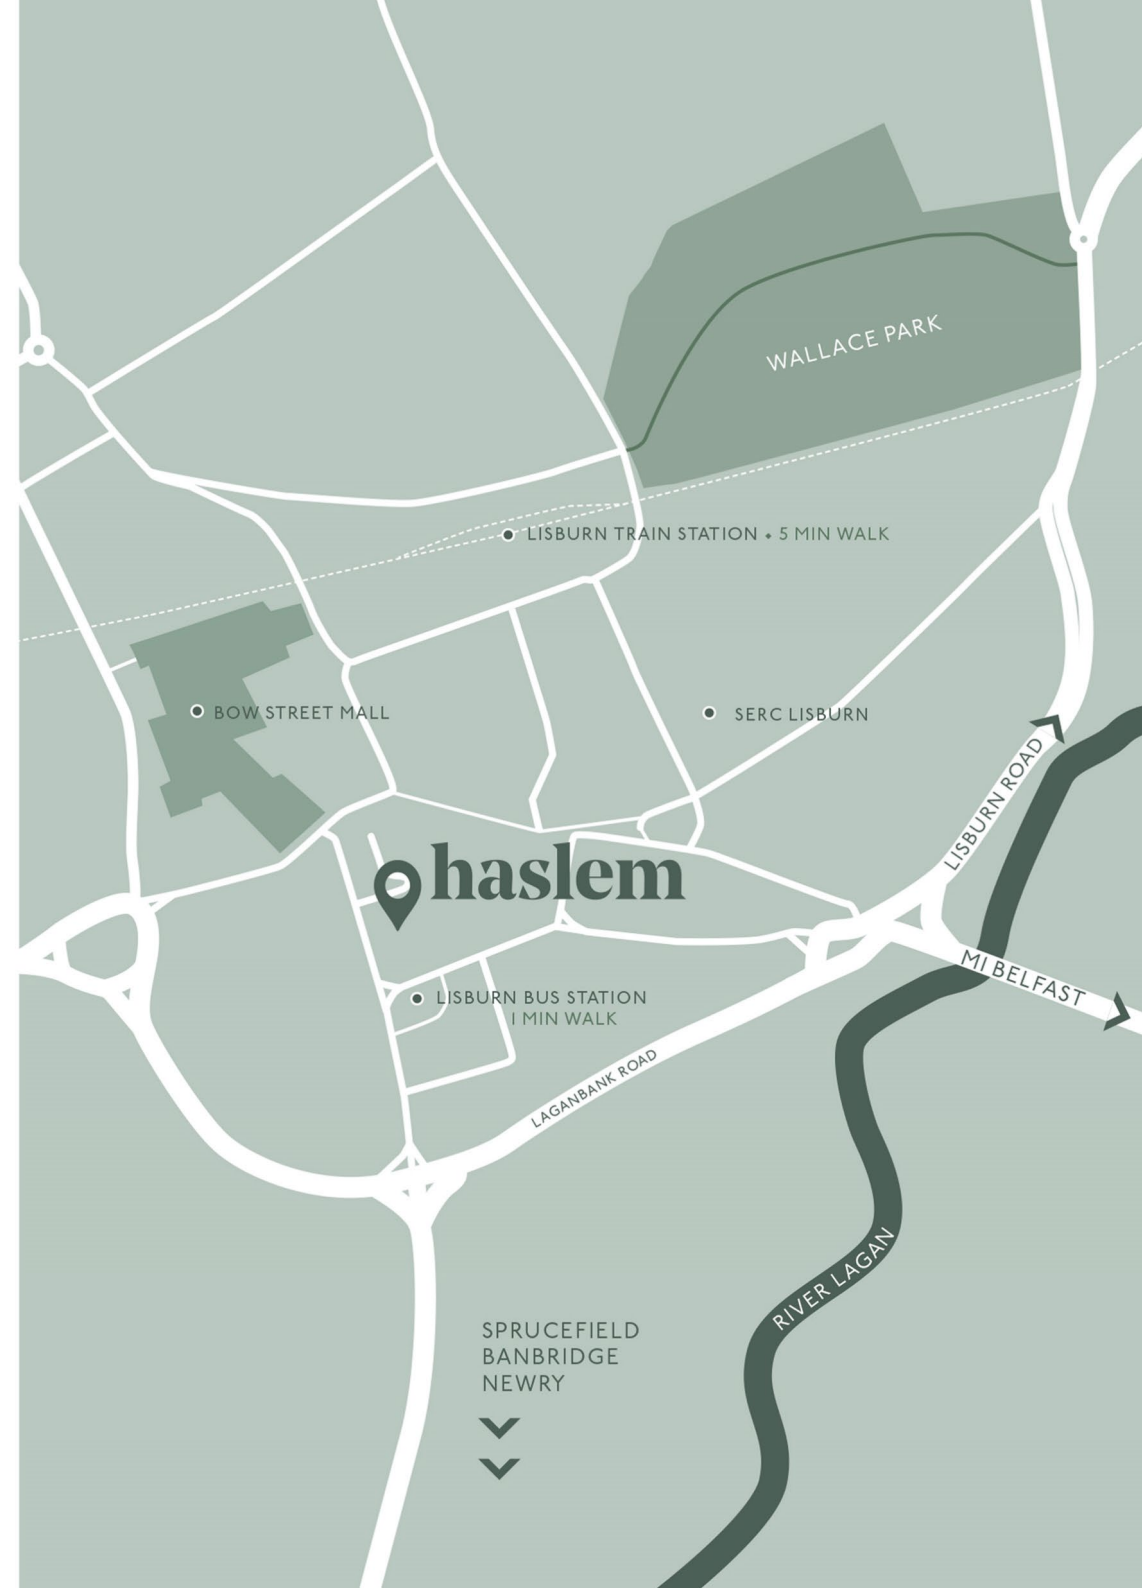 WALLACE PARK
LISBURN TRAIN STATION • 5 MIN WALK
BOW STREET MALL
SERC LISBURN
LISBURN ROAD
haslem
MI BELFAST
LISBURN BUS STATION
1 MIN WALK
LAGANBANK ROAD
RIVER LAGAN
SPRUCEFIELD
BANBRIDGE
NEWRY